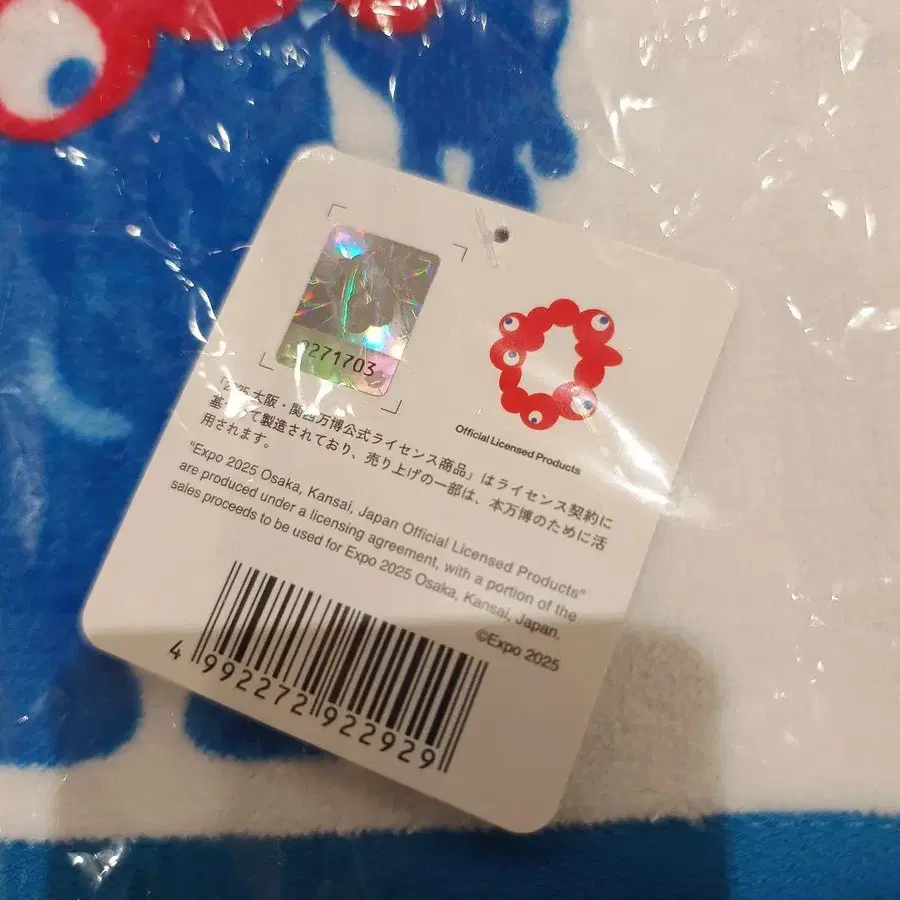 271703
Official Licensed Products
「2025 大阪・関西万博公式ライセンス商品」はライセンス契約に
基づいて製造されており、売り上げの一部は、本万博のために活
用されます。
"Expo 2025 Osaka, Kansai, Japan Official Licensed Products"
are produced under a licensing agreement, with a portion of the
sales proceeds to be used for Expo 2025 Osaka, Kansai, Japan.
©Expo 2025
4 992272 922929